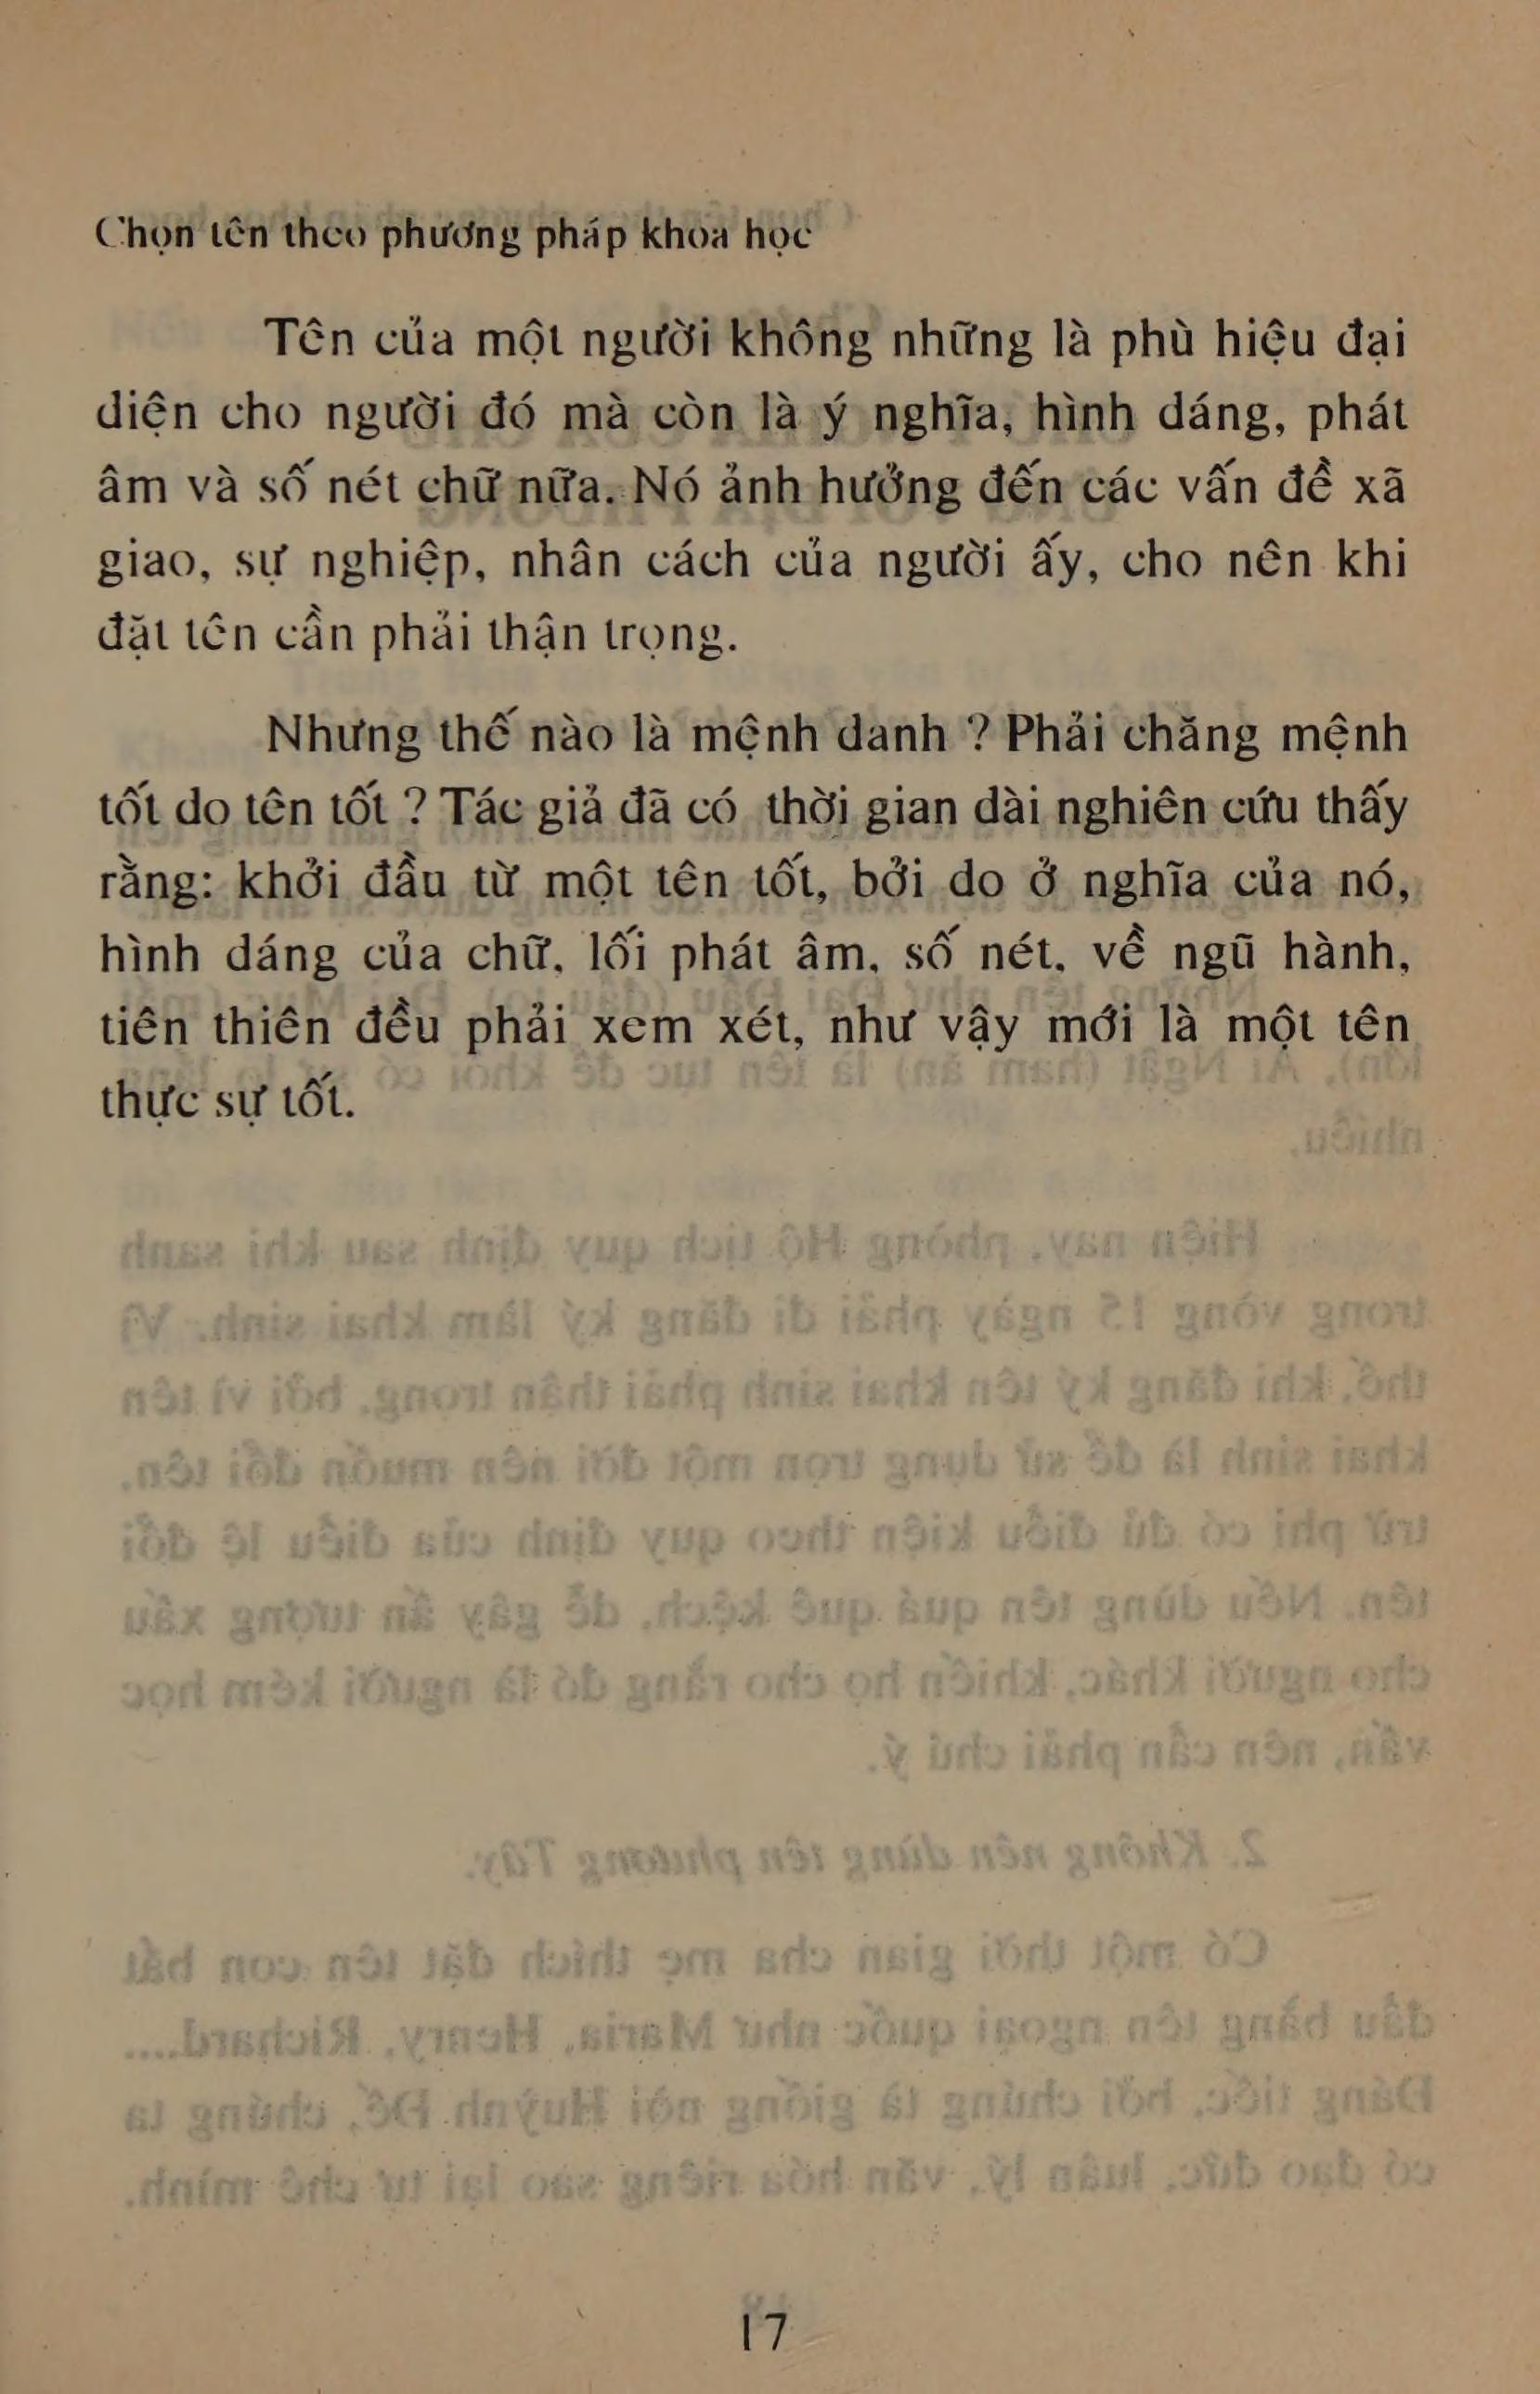 Chọn tên theo phương pháp khoa học
Tên của một người không những là phù hiệu đại
diện cho người đó mà còn là ý nghĩa, hình dáng, phát
âm và số nét chữ nữa. Nó ảnh hưởng đến các vấn đề xã
giao, sự nghiệp, nhân cách của người ấy, cho nên khi
đặt tên cần phải thận trọng.
Nhưng thế nào là mệnh danh ? Phải chăng mệnh
tốt do tên tốt ? Tác giả đã có thời gian dài nghiên cứu thấy
rằng: khởi đầu từ một tên tốt, bởi do ở nghĩa của nó,
hình dáng của chữ, lối phát âm, số nét, về ngũ hành,
tiên thiên đều phải xem xét, như vậy mới là một tên
thực sự tốt.
17